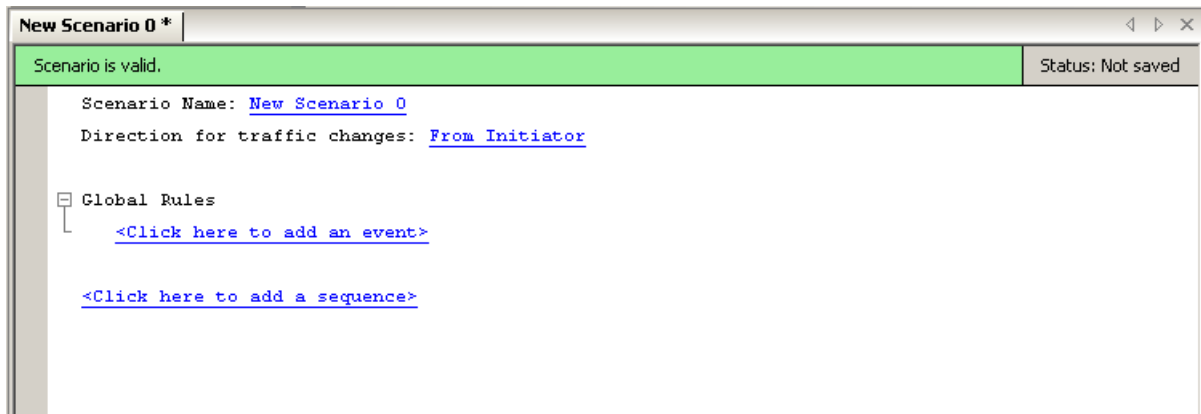 New Scenario 0 *
Scenario is valid.
Status: Not saved
Scenario Name: New Scenario 0
Direction for traffic changes: From Initiator
Global Rules
<Click here to add an event>
<Click here to add a sequence>